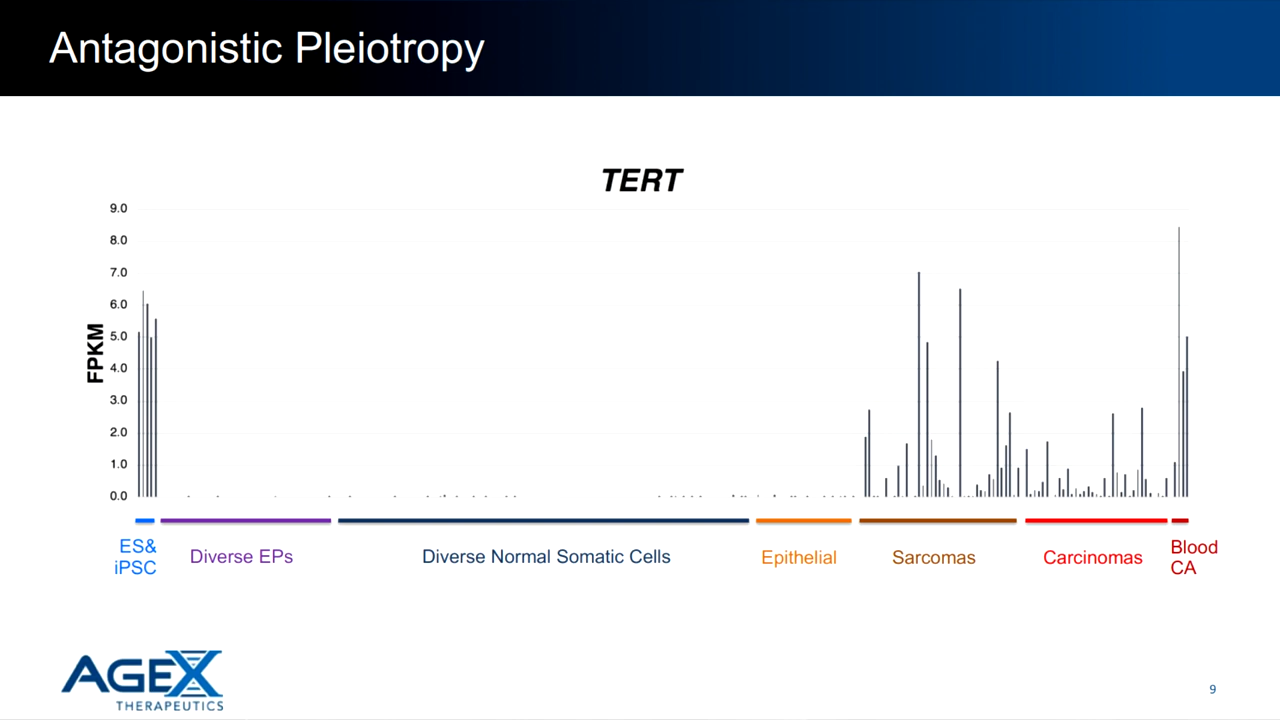 Antagonistic Pleiotropy
TERT
FPKM
9.0
8.0
7.0
6.0
5.0
4.0
3.0
2.0
1.0
0.0
ES&
iPSC
Diverse EPs
Diverse Normal Somatic Cells
Epithelial
Sarcomas
Carcinomas
Blood
CA
AGEX
THERAPEUTICS
9